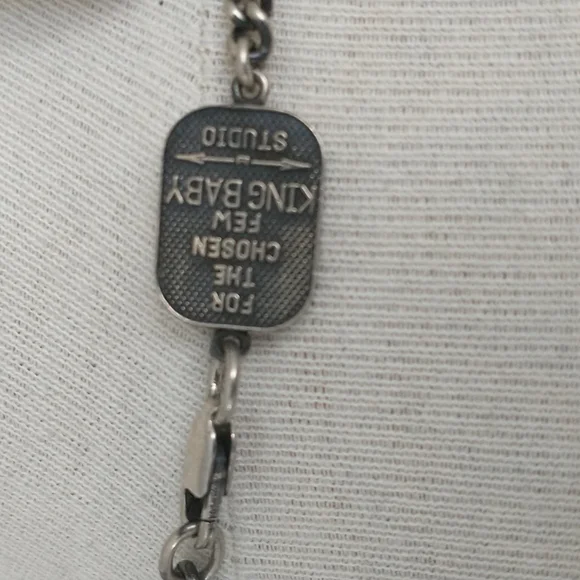 FOR
THE
CHOSEN
FEW
KING BABY
STUDIO